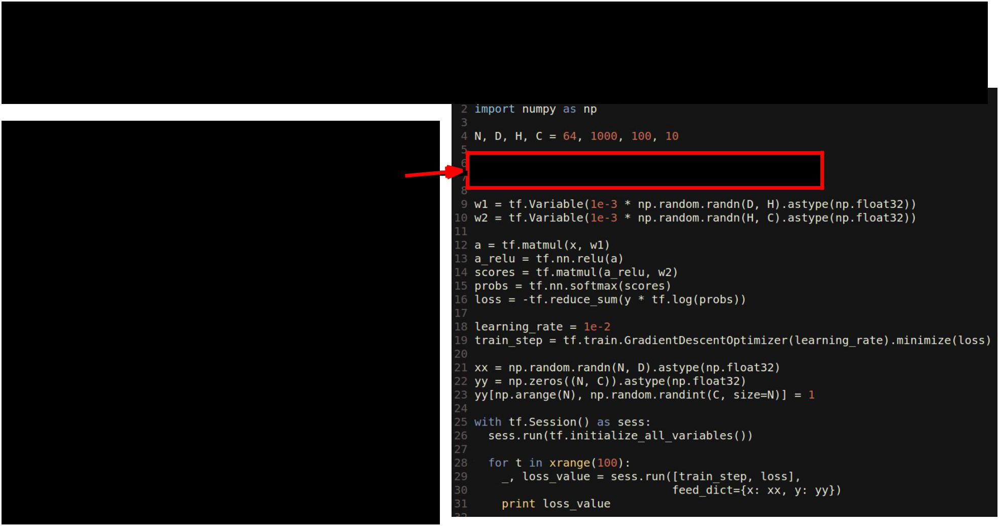 2 import numpy as np
3
4 N, D, H, C = 64, 1000, 100, 10
5
6
7
8
9 w1 = tf.Variable(1e-3 * np.random.randn(D, H).astype(np.float32))
10 w2 = tf.Variable(1e-3 * np.random.randn(H, C).astype(np.float32))
11
12 a = tf.matmul(x, w1)
13 a_relu = tf.nn.relu(a)
14 scores = tf.matmul(a_relu, w2)
15 probs = tf.nn.softmax(scores)
16 loss = -tf.reduce_sum(y * tf.log(probs))
17
18 learning_rate = 1e-2
19 train_step = tf.train.GradientDescentOptimizer(learning_rate).minimize(loss)
20
21 xx = np.random.randn(N, D).astype(np.float32)
22 yy = np.zeros((N, C)).astype(np.float32)
23 yy[np.arange(N), np.random.randint(C, size=N)] = 1
24
25 with tf.Session() as sess:
26   sess.run(tf.initialize_all_variables())
27
28   for t in xrange(100):
29     _, loss_value = sess.run([train_step, loss],
30                              feed_dict={x: xx, y: yy})
31     print loss_value
32